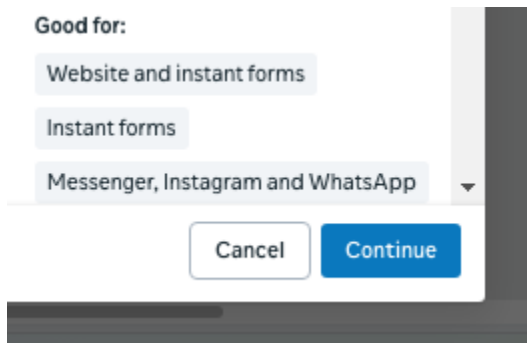 Good for:
Website and instant forms
Instant forms
Messenger, Instagram and WhatsApp
Cancel
Continue